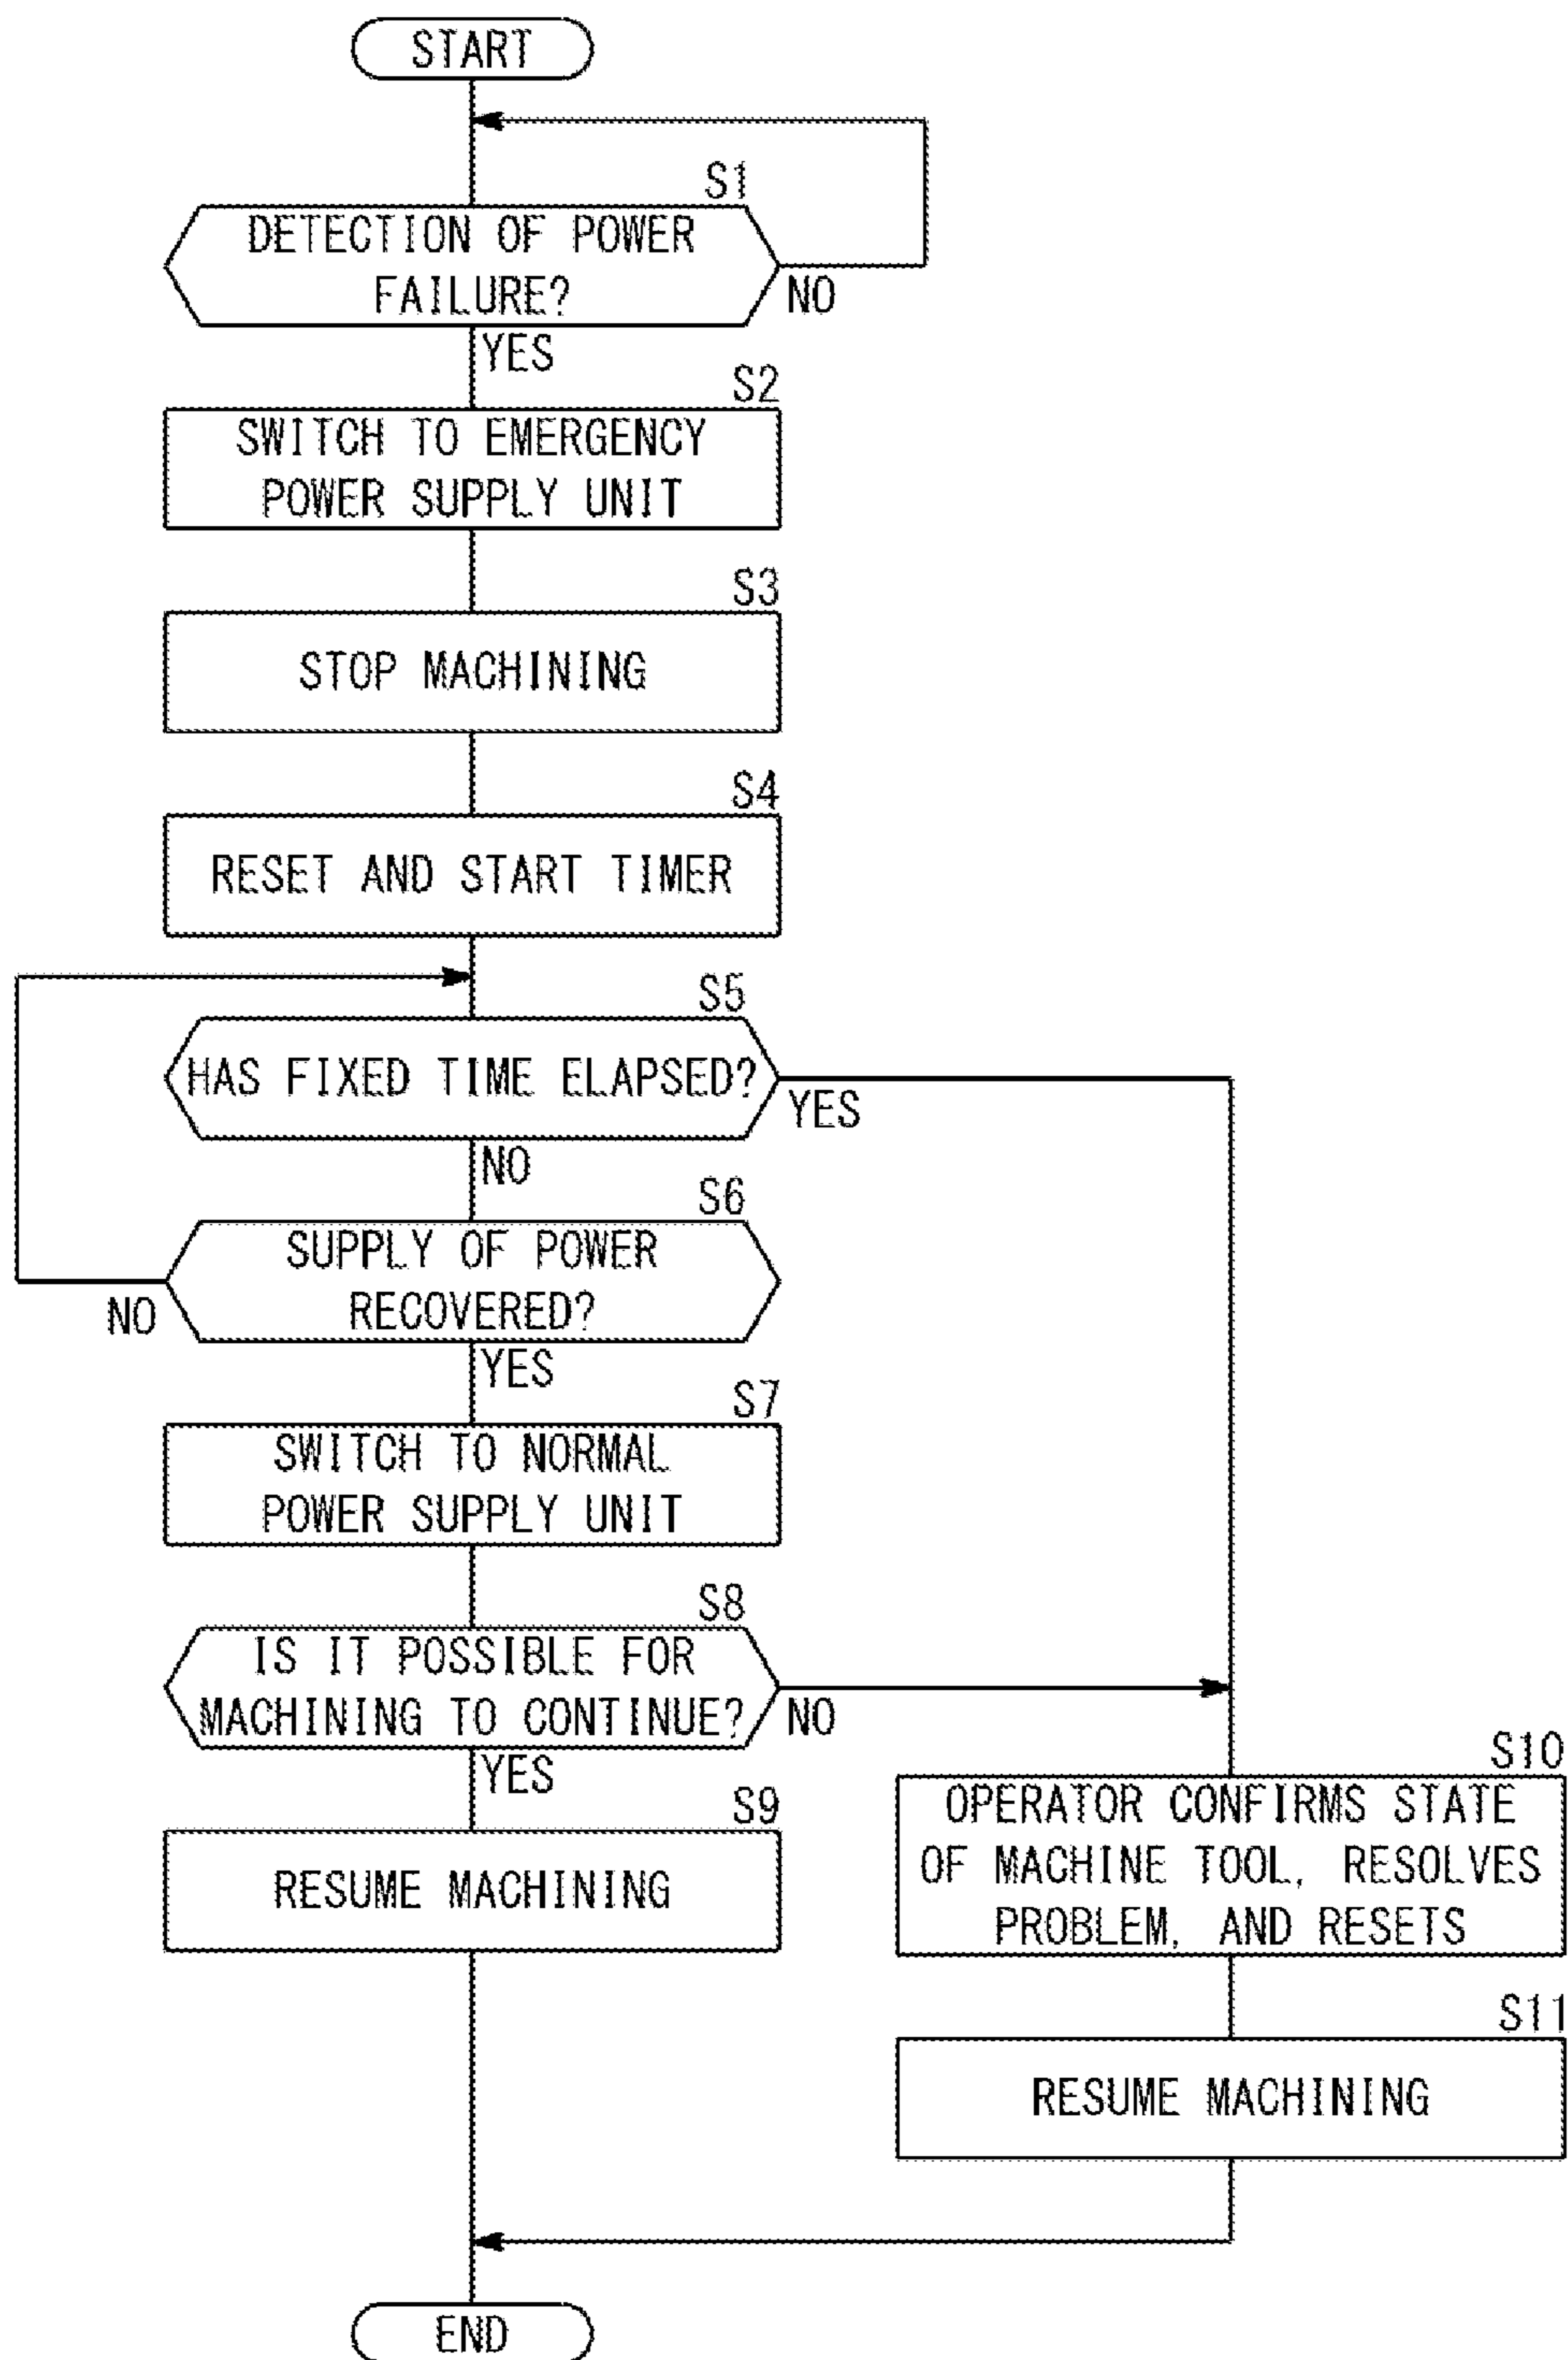 START
S1
DETECTION OF POWER
FAILURE?
NO
YES
S2
SWITCH TO EMERGENCY
POWER SUPPLY UNIT
S3
STOP MACHINING
S4
RESET AND START TIMER
S5
HAS FIXED TIME ELAPSED?
YES
NO
S6
SUPPLY OF POWER
RECOVERED?
NO
YES
S7
SWITCH TO NORMAL
POWER SUPPLY UNIT
S8
IS IT POSSIBLE FOR
MACHINING TO CONTINUE?
NO
YES
S9
RESUME MACHINING
S10
OPERATOR CONFIRMS STATE
OF MACHINE TOOL, RESOLVES
PROBLEM, AND RESETS
S11
RESUME MACHINING
END